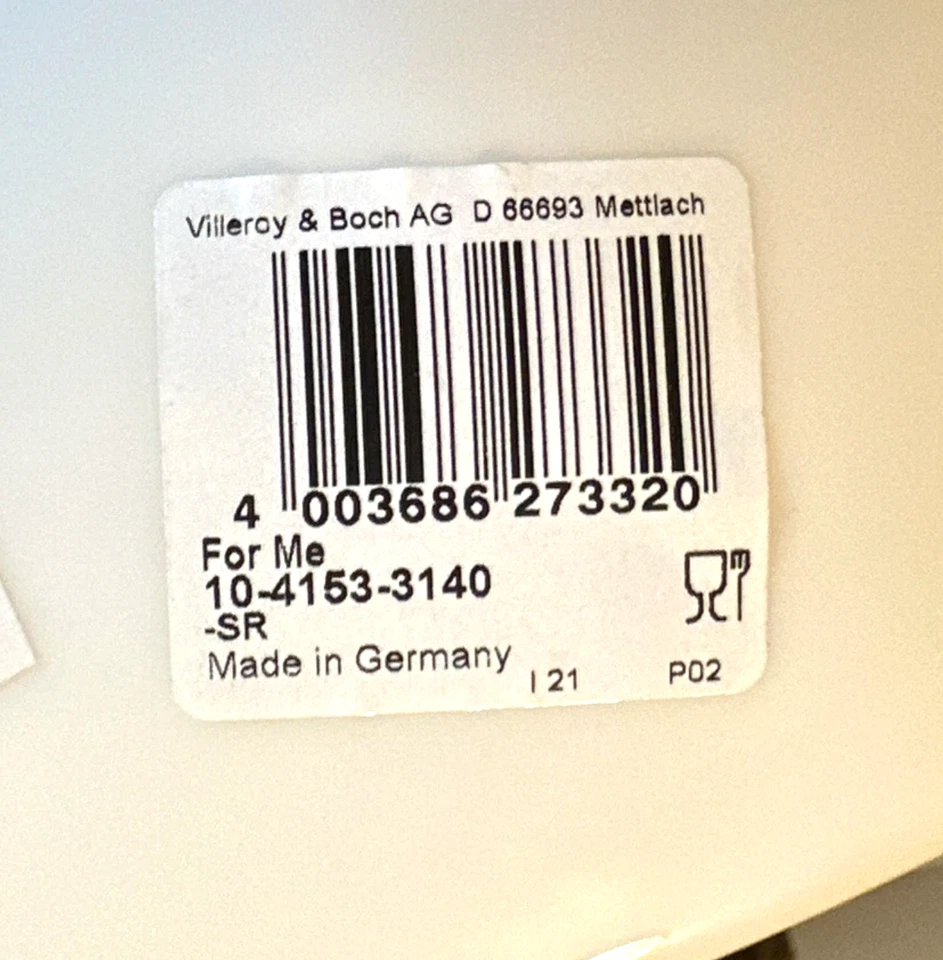 Villeroy & Boch AG D 66693 Mettlach
4 003686 273320
For Me
10-4153-3140
-SR
Made in Germany
I 21 P02